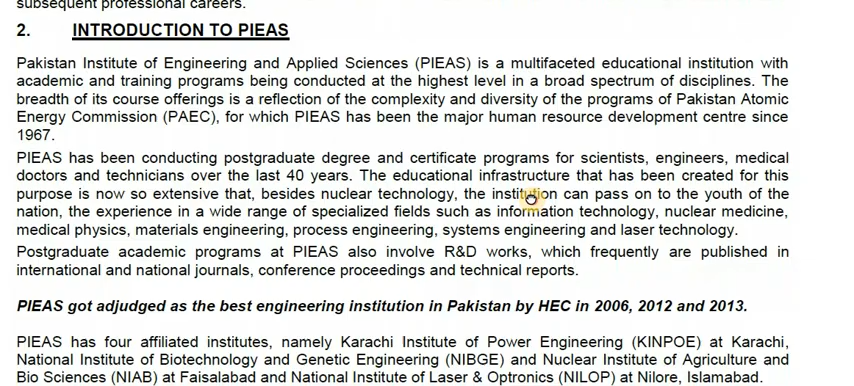 subsequent professional careers.
2. INTRODUCTION TO PIEAS
Pakistan Institute of Engineering and Applied Sciences (PIEAS) is a multifaceted educational institution with
academic and training programs being conducted at the highest level in a broad spectrum of disciplines. The
breadth of its course offerings is a reflection of the complexity and diversity of the programs of Pakistan Atomic
Energy Commission (PAEC), for which PIEAS has been the major human resource development centre since
1967.
PIEAS has been conducting postgraduate degree and certificate programs for scientists, engineers, medical
doctors and technicians over the last 40 years. The educational infrastructure that has been created for this
purpose is now so extensive that, besides nuclear technology, the institution can pass on to the youth of the
nation, the experience in a wide range of specialized fields such as information technology, nuclear medicine,
medical physics, materials engineering, process engineering, systems engineering and laser technology.
Postgraduate academic programs at PIEAS also involve R&D works, which frequently are published in
international and national journals, conference proceedings and technical reports.
PIEAS got adjudged as the best engineering institution in Pakistan by HEC in 2006, 2012 and 2013.
PIEAS has four affiliated institutes, namely Karachi Institute of Power Engineering (KINPOE) at Karachi,
National Institute of Biotechnology and Genetic Engineering (NIBGE) and Nuclear Institute of Agriculture and
Bio Sciences (NIAB) at Faisalabad and National Institute of Laser & Optronics (NILOP) at Nilore, Islamabad.